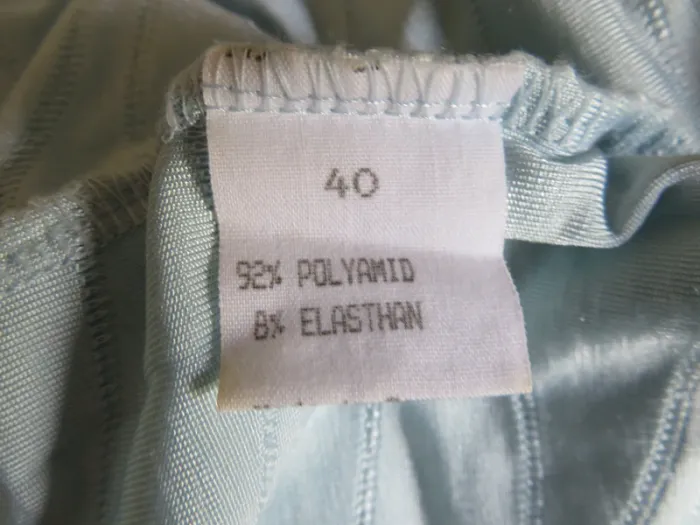 40
92% POLYAMID
8% ELASTHAN